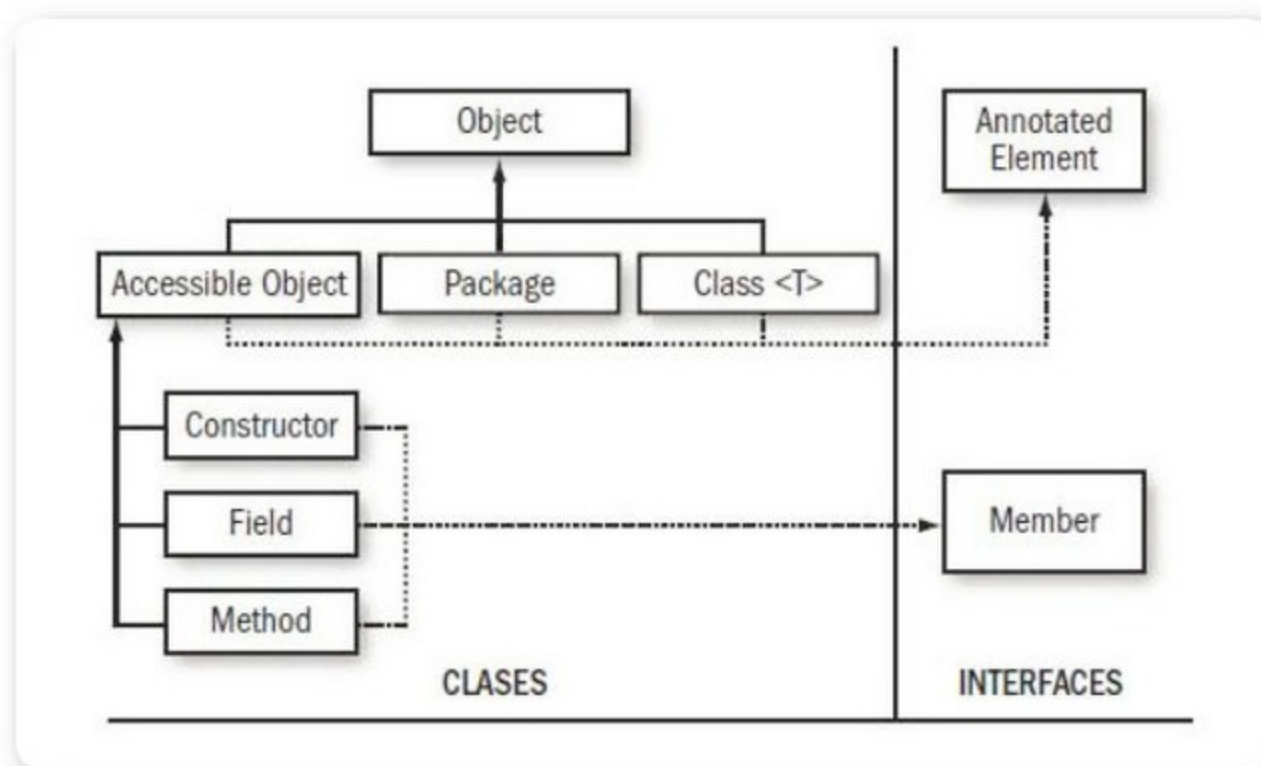 Object
Annotated
Element
Accessible Object
Package
Class <T>
Constructor
Field
Member
Method
CLASES
INTERFACES